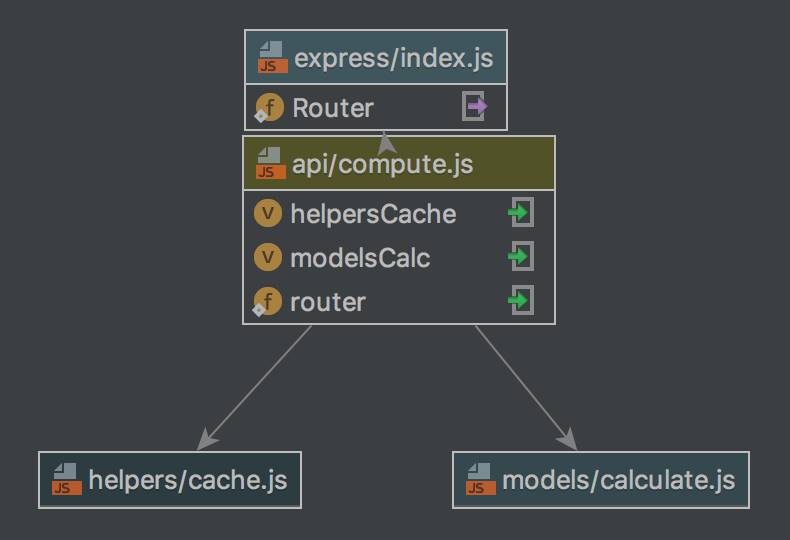 JS express/index.js
f Router
JS api/compute.js
V helpersCache
V modelsCalc
f router
JS helpers/cache.js
JS models/calculate.js